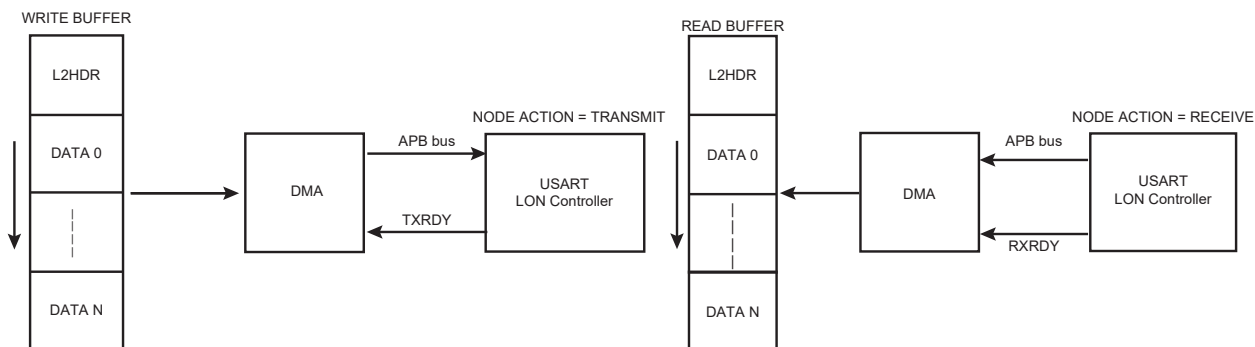 WRITE BUFFER
L2HDR
DATA 0
DATA N
DMA
APB bus
TXRDY
NODE ACTION = TRANSMIT
USART
LON Controller
READ BUFFER
L2HDR
DATA 0
DATA N
DMA
APB bus
RXRDY
NODE ACTION = RECEIVE
USART
LON Controller